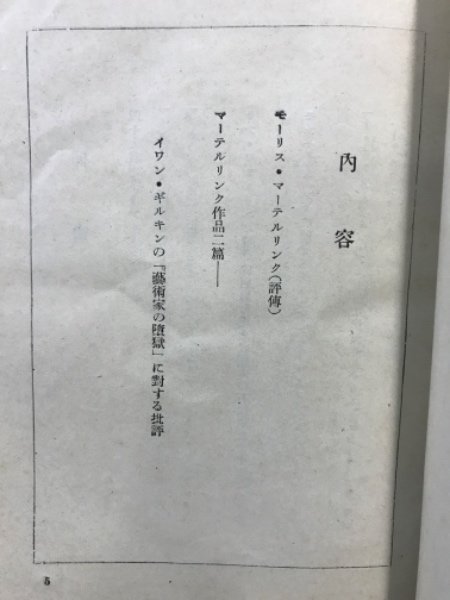 內容
モーリス・マーテルリンク(評傳)
マーテルリンク作品二篇——
イワン・ギルキンの『藝術家の墮獄』に對する批評
5